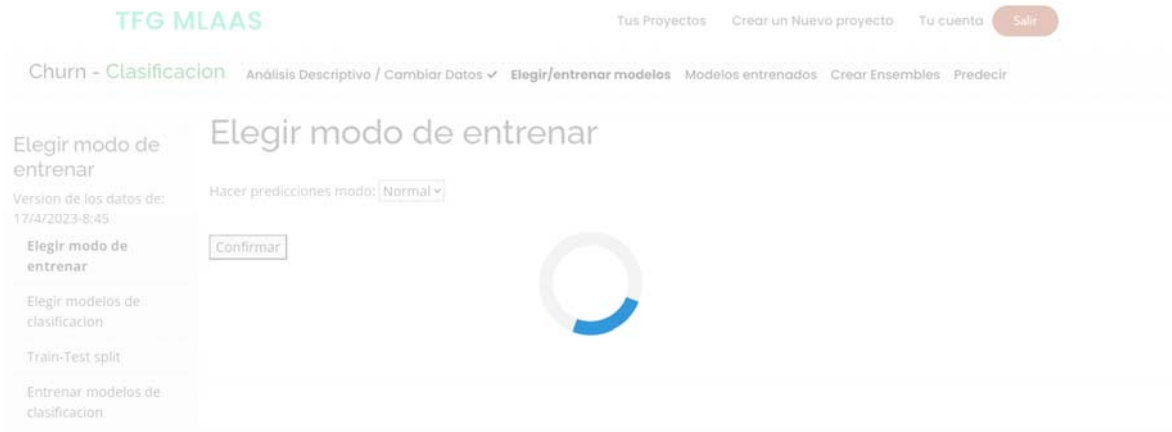 TFG MLAAS
Tus Proyectos Crear un Nuevo proyecto Tu cuenta Salir
Churn - Clasificacion Análisis Descriptivo / Cambiar Datos ✓ Elegir/entrenar modelos Modelos entrenados Crear Ensembles Predecir
Elegir modo de
entrenar
Version de los datos de:
17/4/2023-8:45
Elegir modo de
entrenar
Elegir modelos de
clasificacion
Train-Test split
Entrenar modelos de
clasificacion
Elegir modo de entrenar
Hacer predicciones modo: Normal
Confirmar